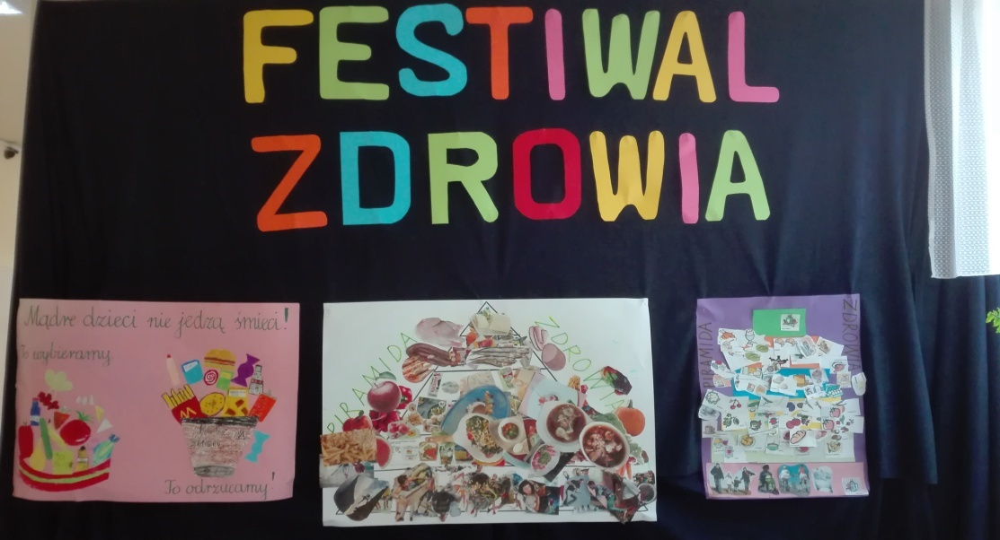 FESTIWAL
ZDROWIA
Mądre dzieci nie jedzą śmieci!
To wybieramy
To odrzucamy!
PIRAMIDA
ZDROWIA
PIRAMIDA
ZDROWIA